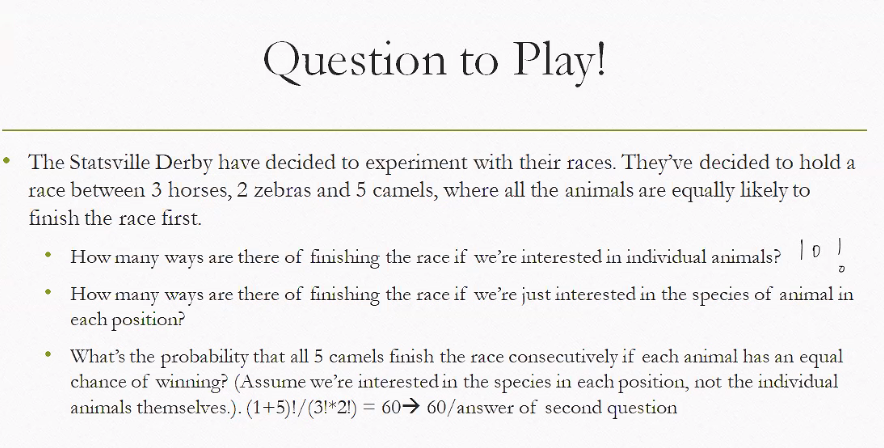 Question to Play!
• The Statsville Derby have decided to experiment with their races. They've decided to hold a
race between 3 horses, 2 zebras and 5 camels, where all the animals are equally likely to
finish the race first.
• How many ways are there of finishing the race if we're interested in individual animals? 10!
• How many ways are there of finishing the race if we're just interested in the species of animal in
each position?
• What's the probability that all 5 camels finish the race consecutively if each animal has an equal
chance of winning? (Assume we're interested in the species in each position, not the individual
animals themselves.). (1+5)!/(3!*2!) = 60→ 60/answer of second question